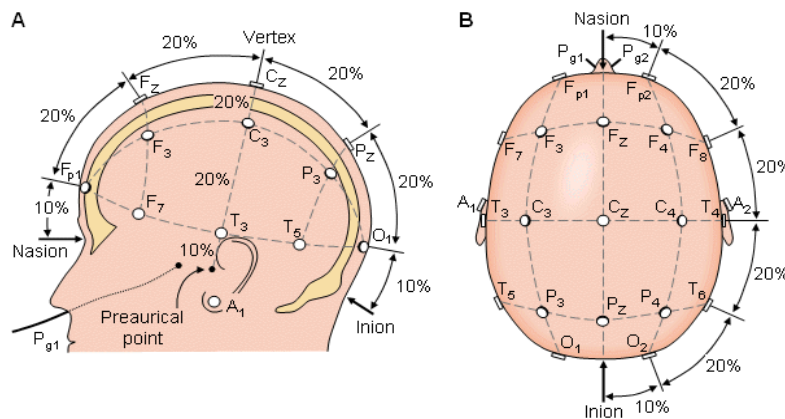 A
20%
Vertex
20%
Fz
Cz
20%
20%
20%
Pz
F3
C3
P3
20%
Fp1
20%
10%
F7
T3
T5
O1
Nasion
10%
10%
A1
Preaurical
point
Inion
Pg1
B
Nasion
10%
Pg1
Pg2
Fp1
Fp2
20%
F7
F3
Fz
F4
F8
A1
T3
C3
Cz
C4
T4
A2
20%
T5
P3
Pz
P4
T6
O1
O2
20%
10%
Inion